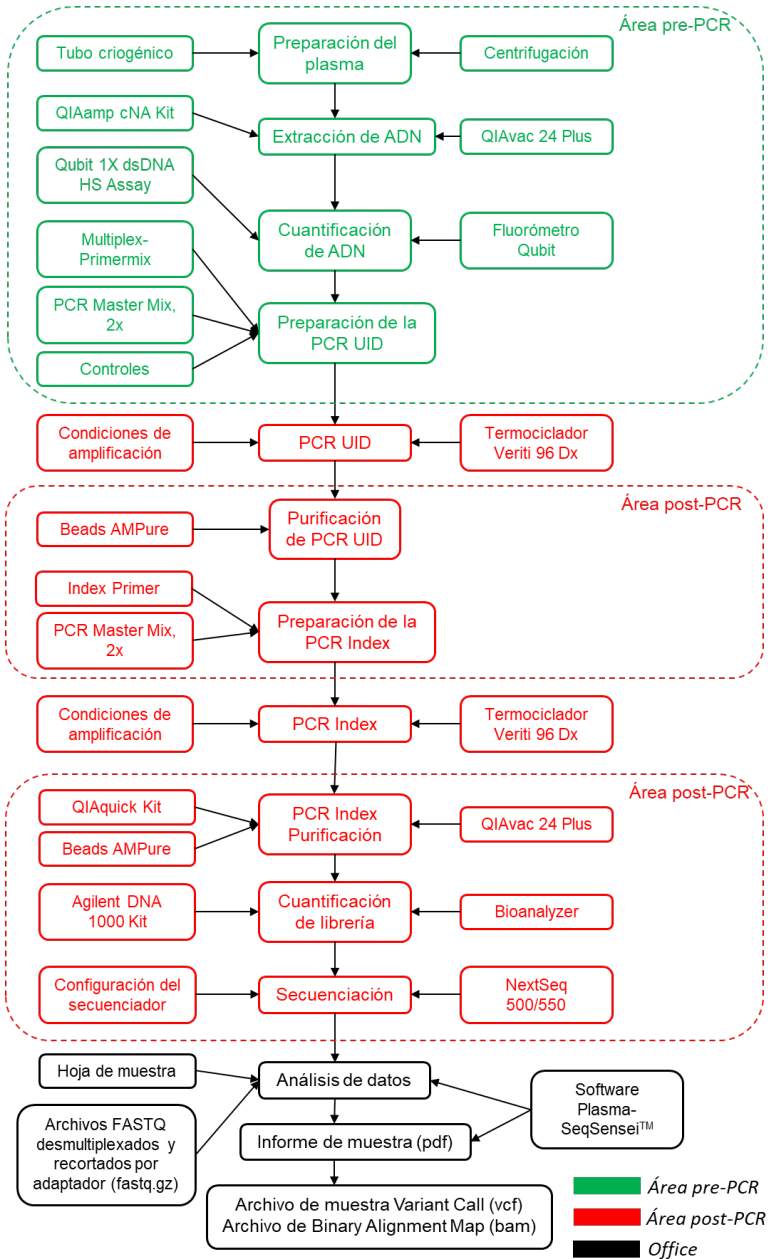 Área pre-PCR
Tubo criogénico
Preparación del
plasma
Centrifugación
QIAamp cNA Kit
Extracción de ADN
QIAvac 24 Plus
Qubit 1X dsDNA
HS Assay
Cuantificación
de ADN
Fluorómetro
Qubit
Multiplex-
Primermix
PCR Master Mix,
2x
Controles
Preparación de la
PCR UID
Condiciones de
amplificación
PCR UID
Termociclador
Veriti 96 Dx
Área post-PCR
Beads AMPure
Purificación
de PCR UID
Index Primer
PCR Master Mix,
2x
Preparación de la
PCR Index
Condiciones de
amplificación
PCR Index
Termociclador
Veriti 96 Dx
Área post-PCR
QIAquick Kit
Beads AMPure
PCR Index
Purificación
QIAvac 24 Plus
Agilent DNA
1000 Kit
Cuantificación
de librería
Bioanalyzer
Configuración del
secuenciador
Secuenciación
NextSeq
500/550
Hoja de muestra
Análisis de datos
Software
Plasma-
SeqSensei™
Archivos FASTQ
desmultiplexados y
recortados por
adaptador (fastq.gz)
Informe de muestra (pdf)
Archivo de muestra Variant Call (vcf)
Archivo de Binary Alignment Map (bam)
Área pre-PCR
Área post-PCR
Office